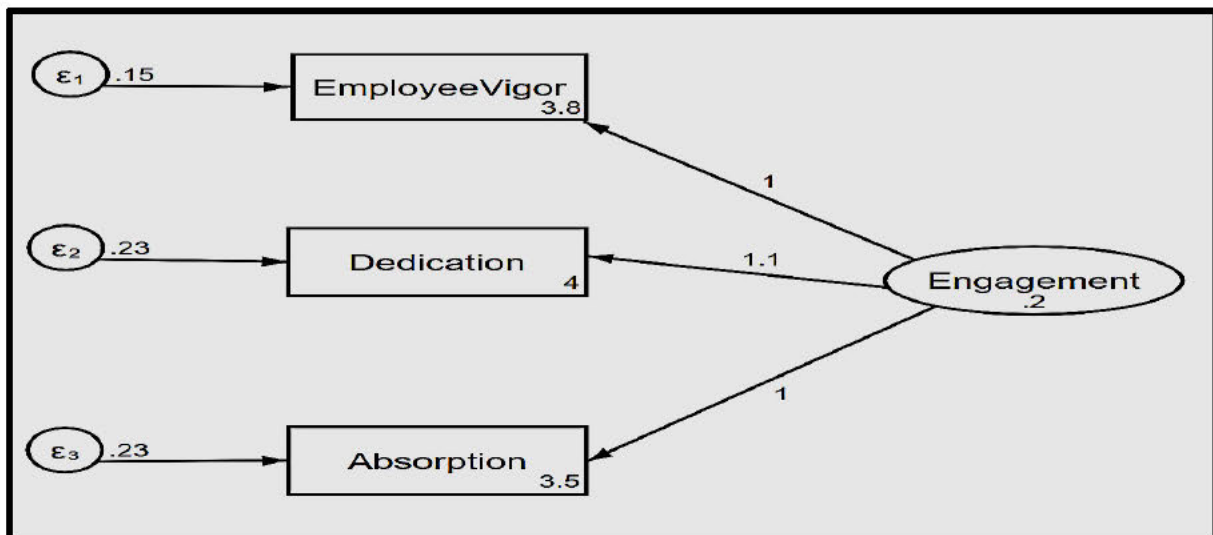 ε₁ .15
EmployeeVigor
3.8
1
ε₂ .23
Dedication
4
1.1
Engagement
.2
1
ε₃ .23
Absorption
3.5